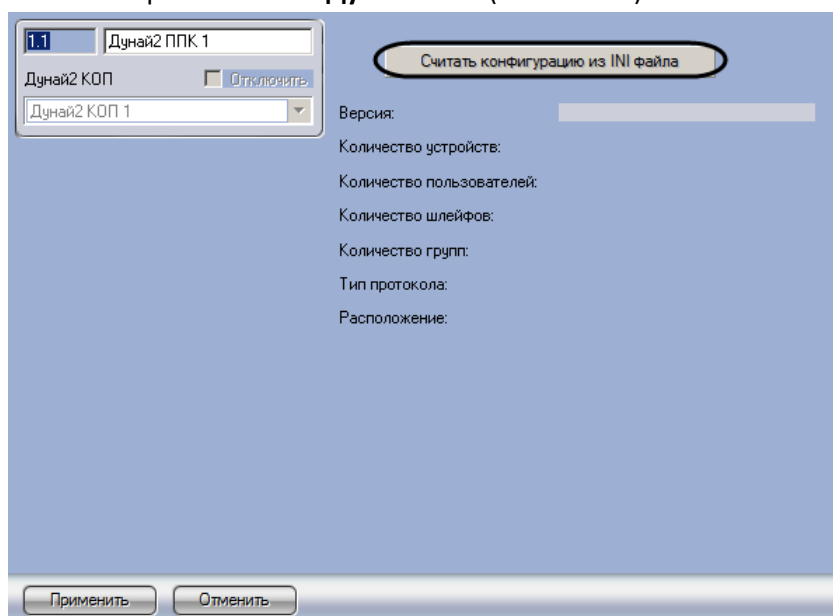 1.1 Дунай2 ППК 1
Дунай2 КОП Отключить
Дунай2 КОП 1
Считать конфигурацию из INI файла
Версия:
Количество устройств:
Количество пользователей:
Количество шлейфов:
Количество групп:
Тип протокола:
Расположение:
Применить Отменить